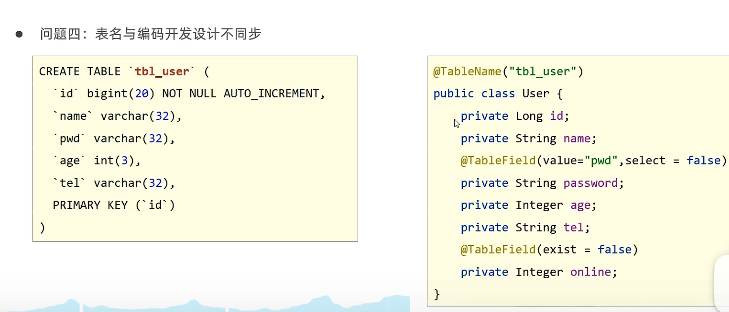 ● 问题四：表名与编码开发设计不同步
CREATE TABLE `tbl_user` (
`id` bigint(20) NOT NULL AUTO_INCREMENT,
`name` varchar(32),
`pwd` varchar(32),
`age` int(3),
`tel` varchar(32),
PRIMARY KEY (`id`)
)
@TableName("tbl_user")
public class User {
private Long id;
private String name;
@TableField(value="pwd",select = false)
private String password;
private Integer age;
private String tel;
@TableField(exist = false)
private Integer online;
}